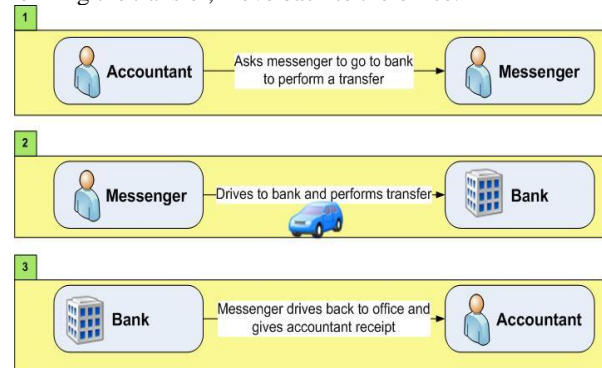 1
Accountant
Asks messenger to go to bank
to perform a transfer
Messenger
2
Messenger
Drives to bank and performs transfer
Bank
3
Bank
Messenger drives back to office and
gives accountant receipt
Accountant